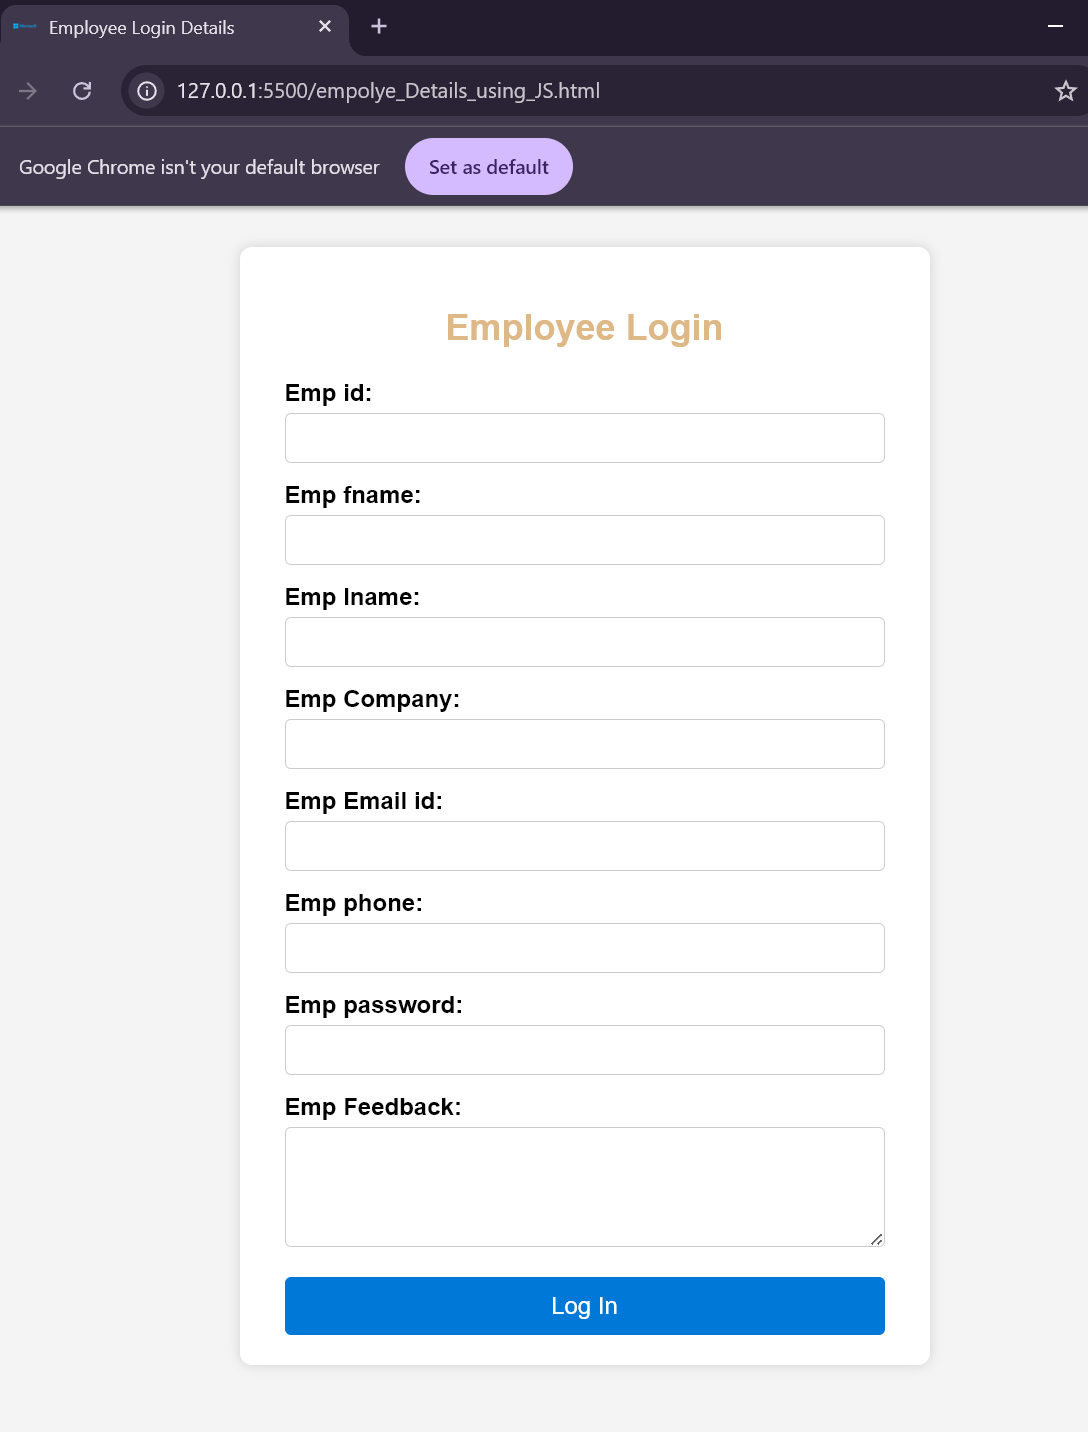 Employee Login Details
127.0.0.1:5500/empolye_Details_using_JS.html
Google Chrome isn't your default browser Set as default
Employee Login
Emp id:
Emp fname:
Emp lname:
Emp Company:
Emp Email id:
Emp phone:
Emp password:
Emp Feedback:
Log In